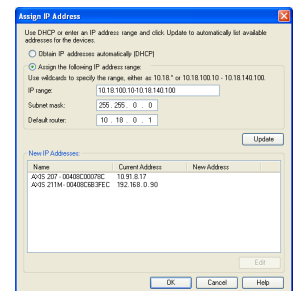 Assign IP Address
Use DHCP or enter an IP address range and click Update to automatically list available
addresses for the devices.
Obtain IP addresses automatically (DHCP)
Assign the following IP address range:
Use wildcards to specify the range, either as 10.18.* or 10.18.100.10 - 10.18.140.100.
IP range: 10.18.100.10-10.18.140.100
Subnet mask: 255. 255. 0 . 0
Default router: 10 . 18 . 0 . 1
Update
New IP Addresses:
Name Current Address New Address
AXIS 207 - 00408C00078C 10.91.8.17
AXIS 211M - 00408C6B3FEC 192.168.0.90
Edit
OK Cancel Help